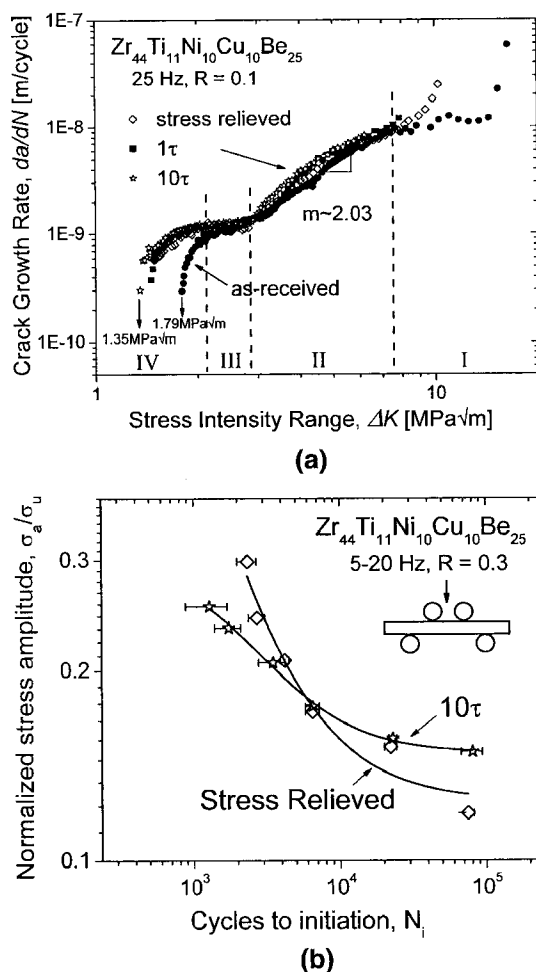 1E-7
Zr44Ti11Ni10Cu10Be25
25 Hz, R = 0.1
stress relieved
1τ
10τ
1E-8
m~2.03
1E-9
as-received
1.79MPa√m
1.35MPa√m
1E-10
IV III II I
1 10
Crack Growth Rate, da/dN [m/cycle]
Stress Intensity Range, ΔK [MPa√m]
(a)
Normalized stress amplitude, σa/σu
Zr44Ti11Ni10Cu10Be25
5-20 Hz, R = 0.3
0.3
0.2
10τ
Stress Relieved
0.1
10³ 10⁴ 10⁵
Cycles to initiation, Ni
(b)